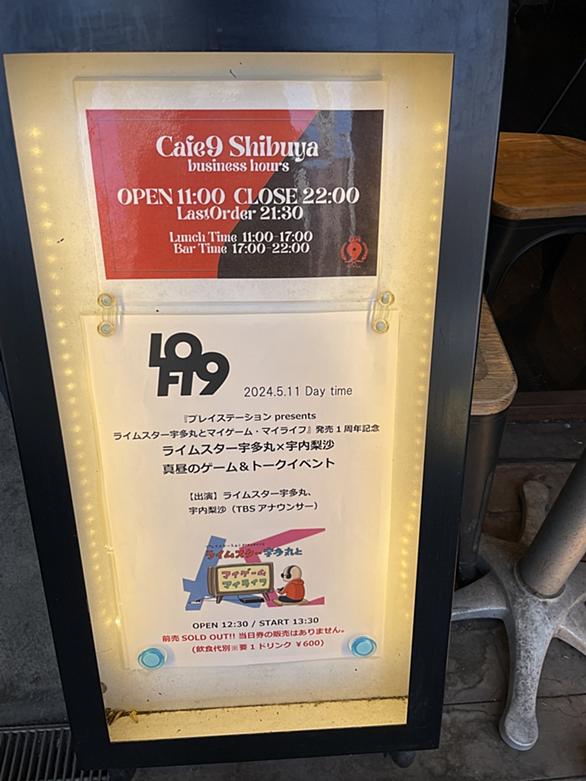 Cafe9 Shibuya
business hours
OPEN 11:00 CLOSE 22:00
LastOrder 21:30
Lunch Time 11:00-17:00
Bar Time 17:00-22:00
9
LOFT9
2024.5.11 Day time
『プレイステーション presents
ライムスター宇多丸とマイゲーム・マイライフ』発売1周年記念
ライムスター宇多丸×宇内梨沙
真昼のゲーム＆トークイベント
【出演】ライムスター宇多丸、
宇内梨沙（TBSアナウンサー）
ライムスター宇多丸と
マイゲーム
マイライフ
OPEN 12:30 / START 13:30
前売 SOLD OUT!! 当日券の販売はありません。
（飲食代別※要1ドリンク ￥600）